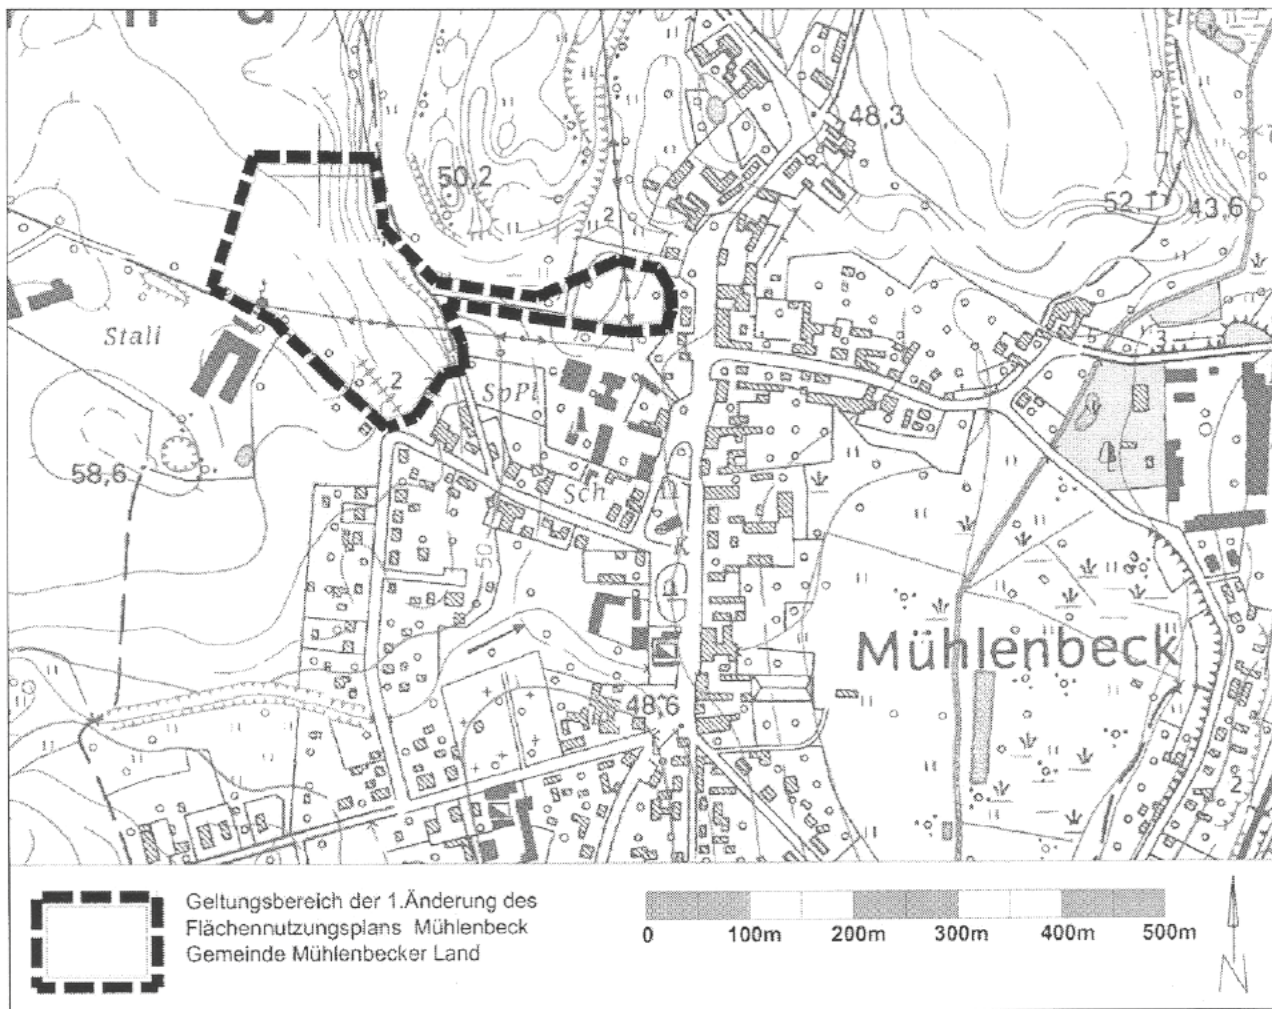 50,2
48,3
52,1
43,6
2
Stall
2
SpPl
58,6
Sch
50
Mühlenbeck
48,6
2
Geltungsbereich der 1.Änderung des
Flächennutzungsplans Mühlenbeck
Gemeinde Mühlenbecker Land
0 100m 200m 300m 400m 500m
N